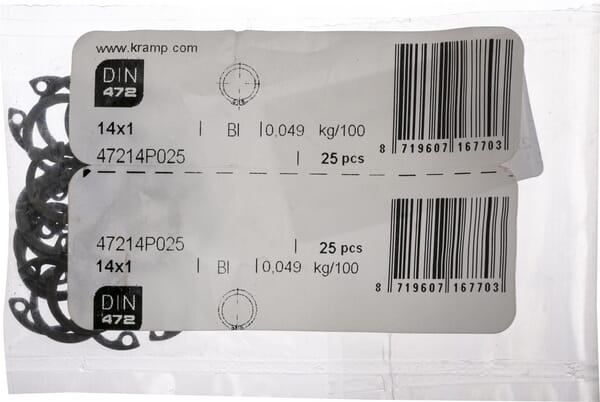 www.kramp.com
DIN
472
14x1 | Bl | 0,049 kg/100
47214P025 | 25 pcs
8 719607 167703
47214P025 | 25 pcs
14x1 | Bl | 0,049 kg/100
8 719607 167703
DIN
472